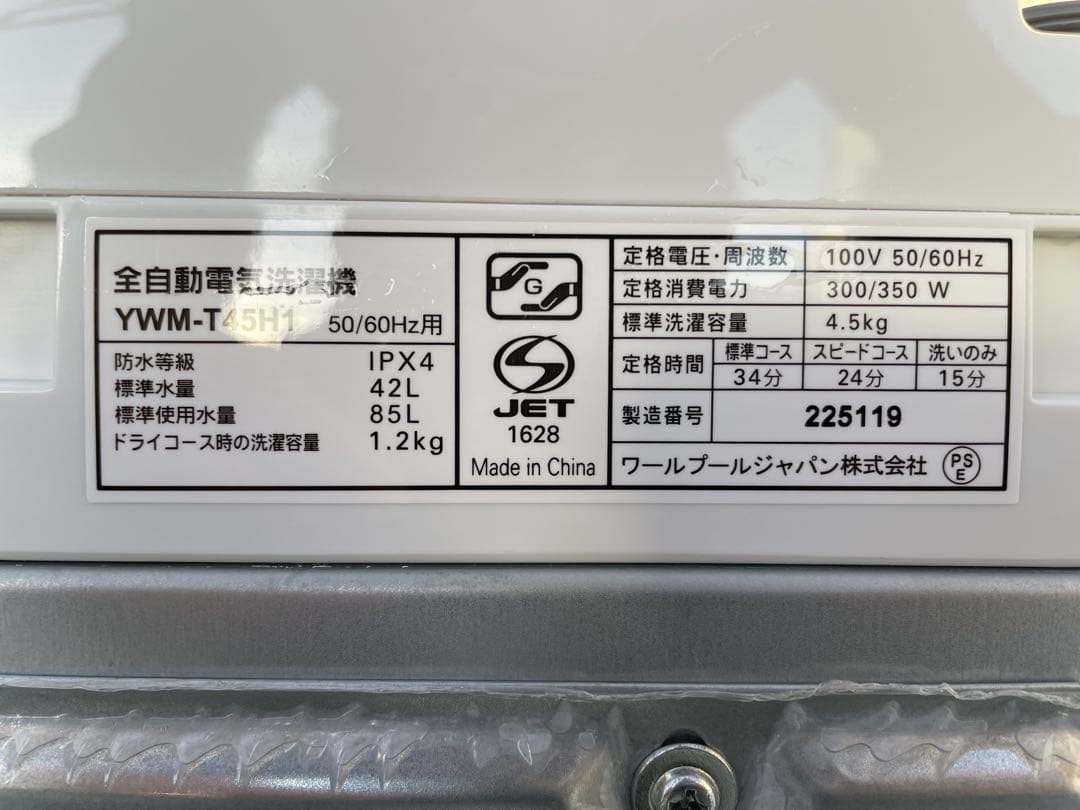 全自動電気洗濯機
YWM-T45H1 50/60Hz用
防水等級 IPX4
標準水量 42L
標準使用水量 85L
ドライコース時の洗濯容量 1.2kg
G
JET
1628
Made in China
定格電圧・周波数 100V 50/60Hz
定格消費電力 300/350 W
標準洗濯容量 4.5kg
定格時間 標準コース スピードコース 洗いのみ
34分 24分 15分
製造番号 225119
ワールプールジャパン株式会社 PSE